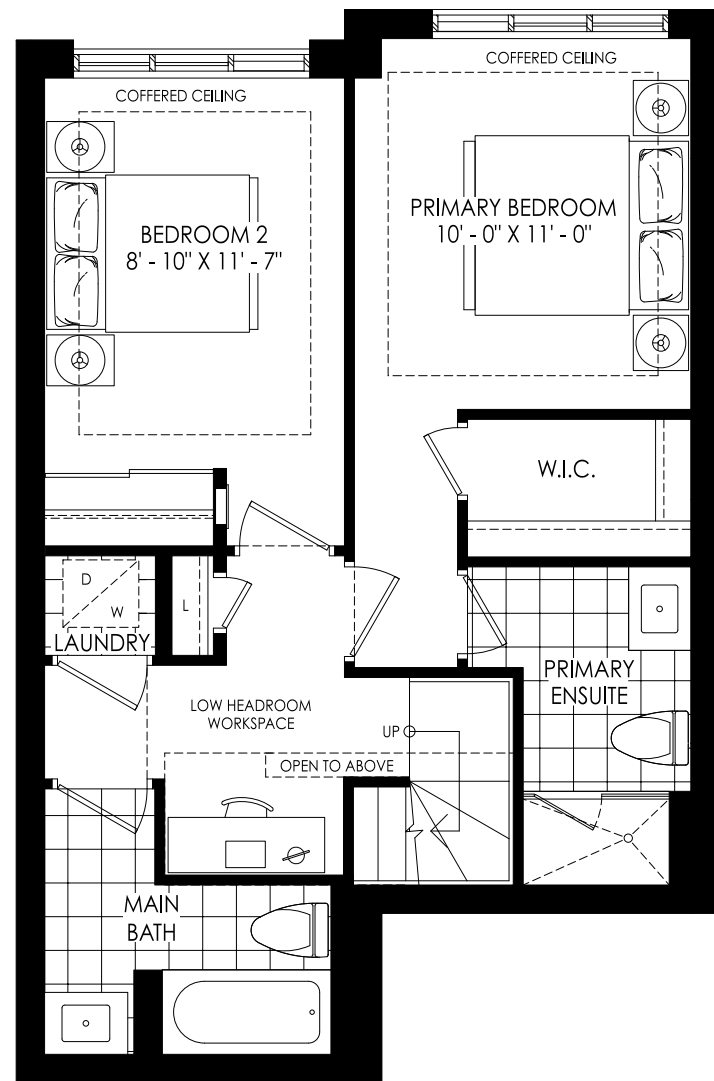 COFFERED CEILING
COFFERED CEILING
BEDROOM 2
8' - 10" X 11' - 7"
PRIMARY BEDROOM
10' - 0" X 11' - 0"
W.I.C.
D
W
LAUNDRY
L
PRIMARY
ENSUITE
LOW HEADROOM
WORKSPACE
UP
OPEN TO ABOVE
MAIN
BATH